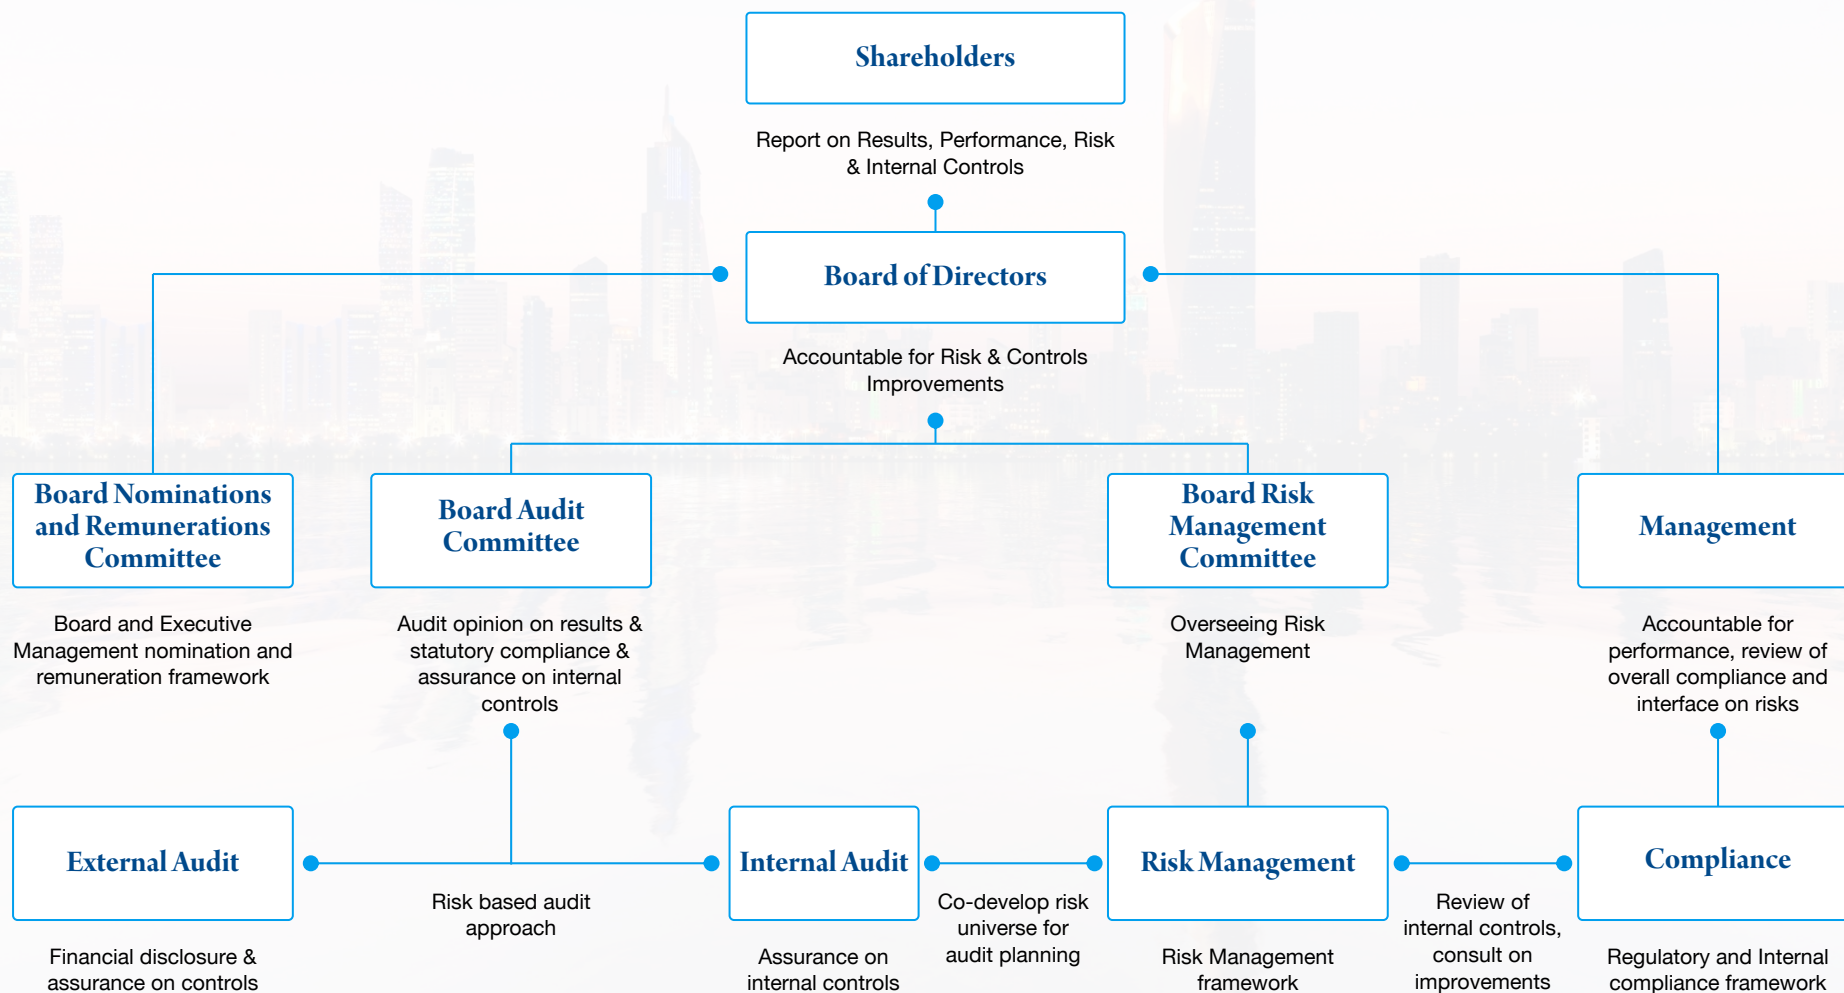 Shareholders
Report on Results, Performance, Risk
& Internal Controls
Board of Directors
Accountable for Risk & Controls
Improvements
Board Nominations
and Remunerations
Committee
Board and Executive
Management nomination and
remuneration framework
Board Audit
Committee
Audit opinion on results &
statutory compliance &
assurance on internal
controls
Board Risk
Management
Committee
Overseeing Risk
Management
Management
Accountable for
performance, review of
overall compliance and
interface on risks
External Audit
Financial disclosure &
assurance on controls
Risk based audit
approach
Internal Audit
Assurance on
internal controls
Co-develop risk
universe for
audit planning
Risk Management
Risk Management
framework
Review of
internal controls,
consult on
improvements
Compliance
Regulatory and Internal
compliance framework